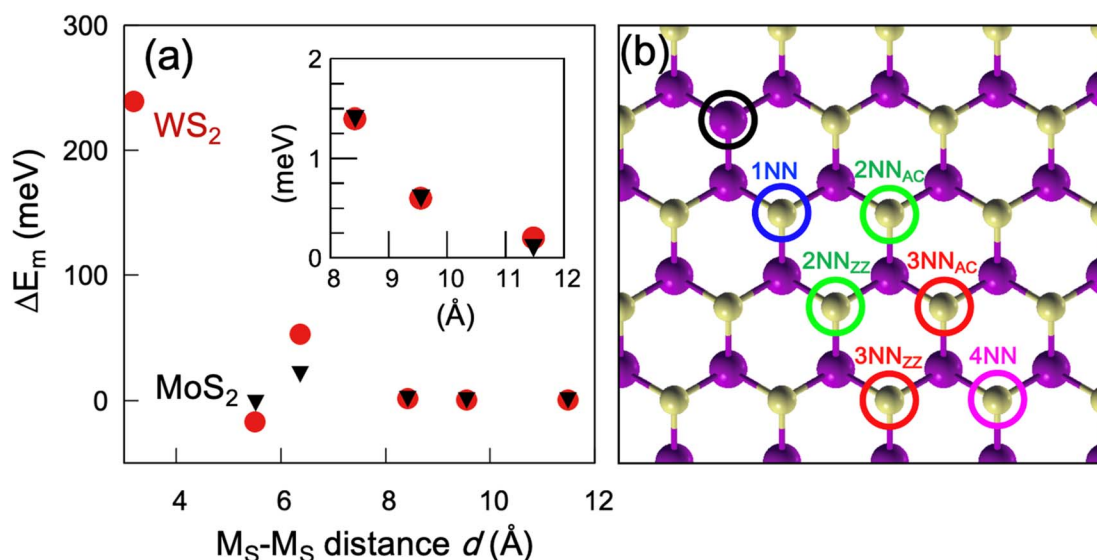 (a)
300
200
100
0
ΔEm (meV)
WS2
MoS2
4
6
8
10
12
MS-MS distance d (Å)
2
1
0
(meV)
8
9
10
11
12
(Å)
(b)
1NN
2NNAC
2NNZZ
3NNAC
3NNZZ
4NN